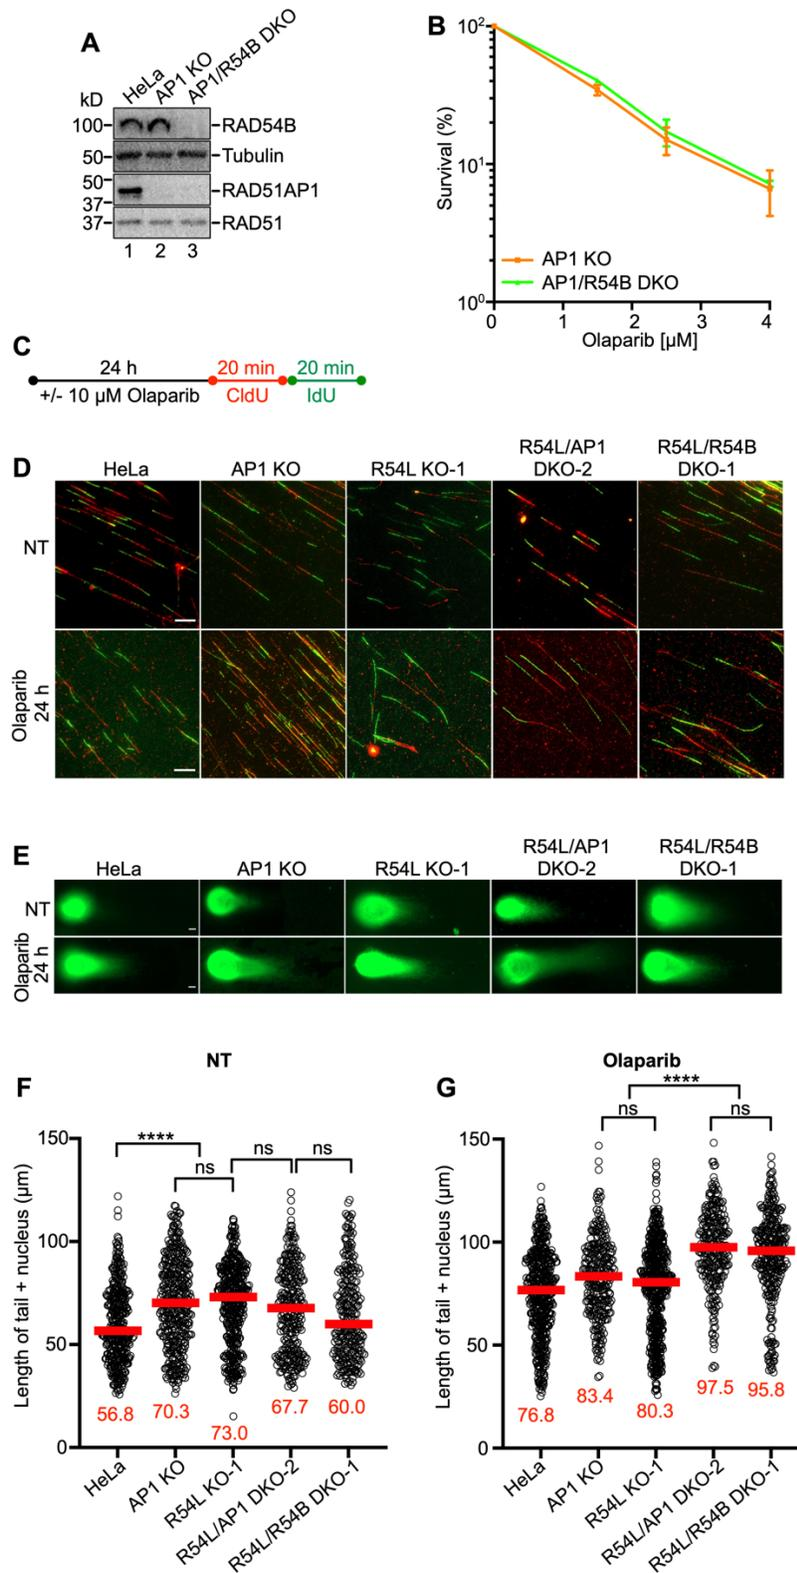 A
HeLa
AP1 KO
AP1/R54B DKO
kD
100
RAD54B
50
Tubulin
50
37
RAD51AP1
37
RAD51
1 2 3
B
Survival (%)
10²
10¹
10⁰
AP1 KO
AP1/R54B DKO
0 1 2 3 4
Olaparib [µM]
C
24 h
20 min
20 min
+/- 10 µM Olaparib
CldU
IdU
D
HeLa
AP1 KO
R54L KO-1
R54L/AP1
DKO-2
R54L/R54B
DKO-1
NT
Olaparib
24 h
E
HeLa
AP1 KO
R54L KO-1
R54L/AP1
DKO-2
R54L/R54B
DKO-1
NT
Olaparib
24 h
F
NT
Length of tail + nucleus (µm)
150
100
50
0
****
ns
ns
ns
56.8
70.3
73.0
67.7
60.0
HeLa
AP1 KO
R54L KO-1
R54L/AP1 DKO-2
R54L/R54B DKO-1
G
Olaparib
Length of tail + nucleus (µm)
150
100
50
0
****
ns
ns
76.8
83.4
80.3
97.5
95.8
HeLa
AP1 KO
R54L KO-1
R54L/AP1 DKO-2
R54L/R54B DKO-1